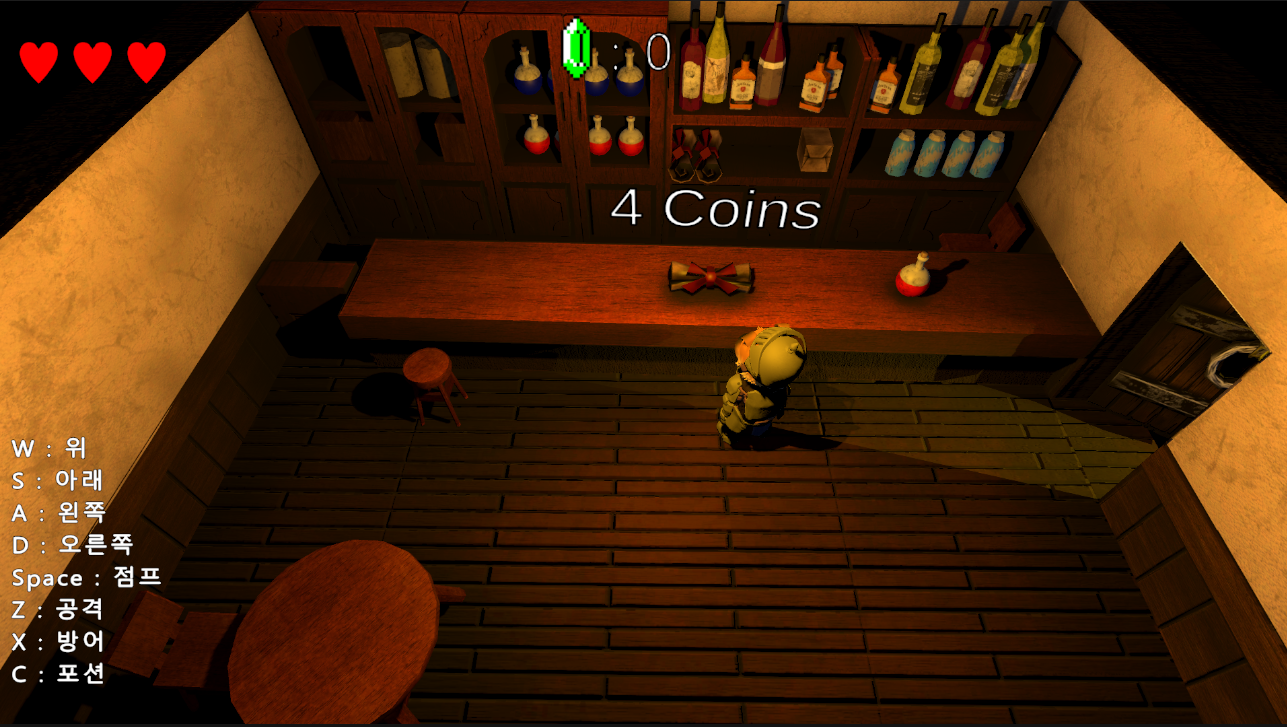 : 0
4 Coins
W : 위
S : 아래
A : 왼쪽
D : 오른쪽
Space : 점프
Z : 공격
X : 방어
C : 포션